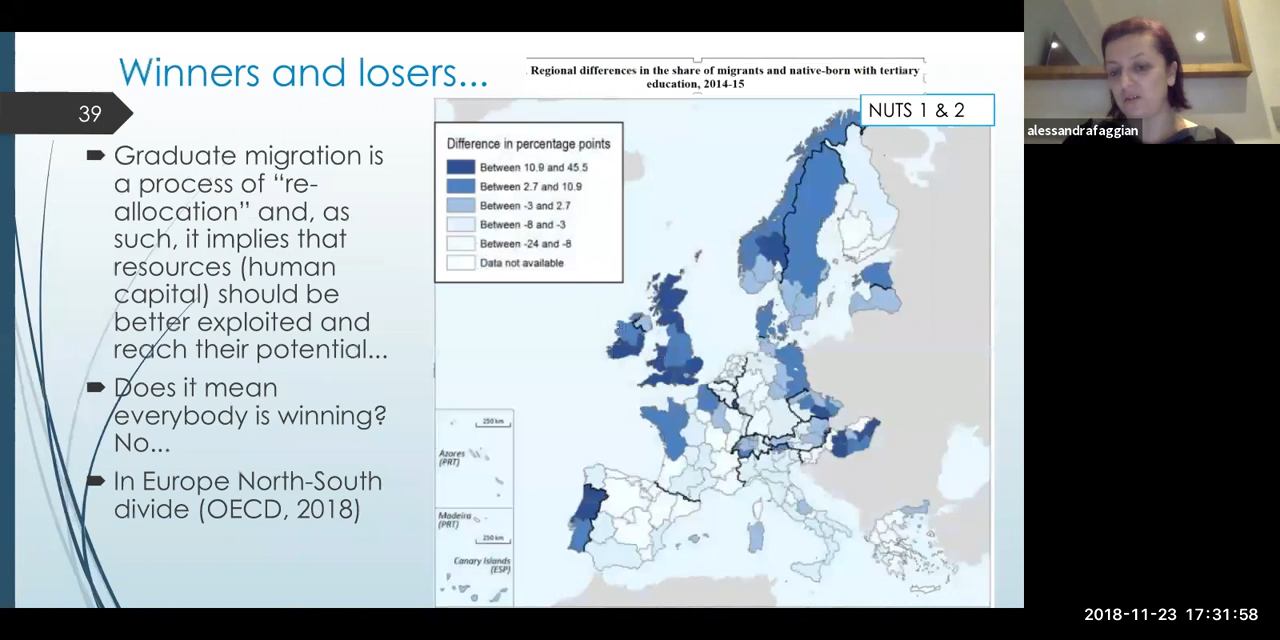 Winners and losers...
39
Graduate migration is
a process of “re-
allocation” and, as
such, it implies that
resources (human
capital) should be
better exploited and
reach their potential...
Does it mean
everybody is winning?
No...
In Europe North-South
divide (OECD, 2018)
. Regional differences in the share of migrants and native-born with tertiary
education, 2014-15
NUTS 1 & 2
Difference in percentage points
Between 10.9 and 45.5
Between 2.7 and 10.9
Between -3 and 2.7
Between -8 and -3
Between -24 and -8
Data not available
250 km
Azores
(PRT)
Madeira
(PRT)
250 km
Canary Islands
(ESP)
alessandrafaggian
2018-11-23 17:31:58